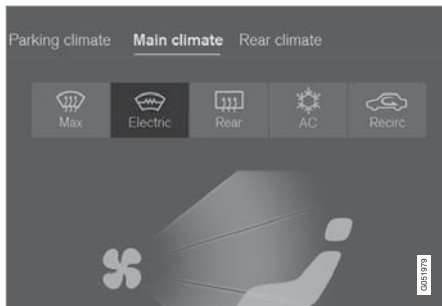 Parking climate Main climate Rear climate
Max Electric Rear AC Recirc
G051979